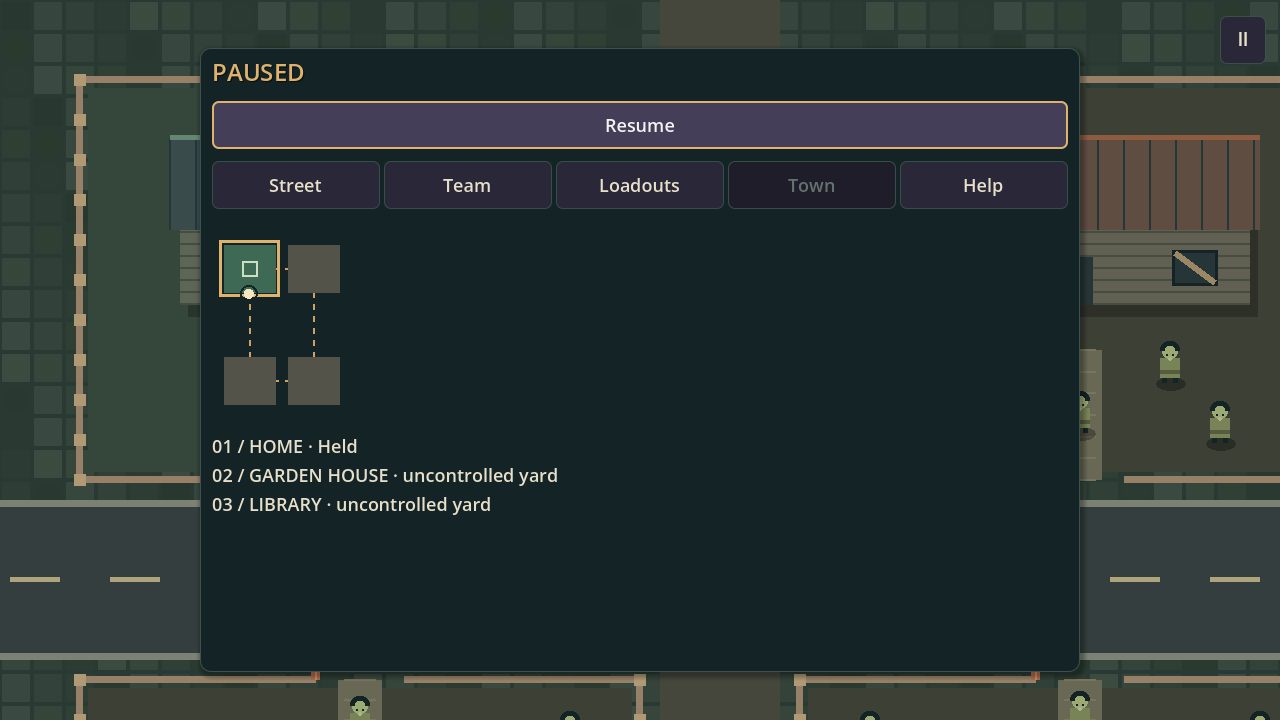 PAUSED
Resume
Street
Team
Loadouts
Town
Help
01 / HOME · Held
02 / GARDEN HOUSE · uncontrolled yard
03 / LIBRARY · uncontrolled yard